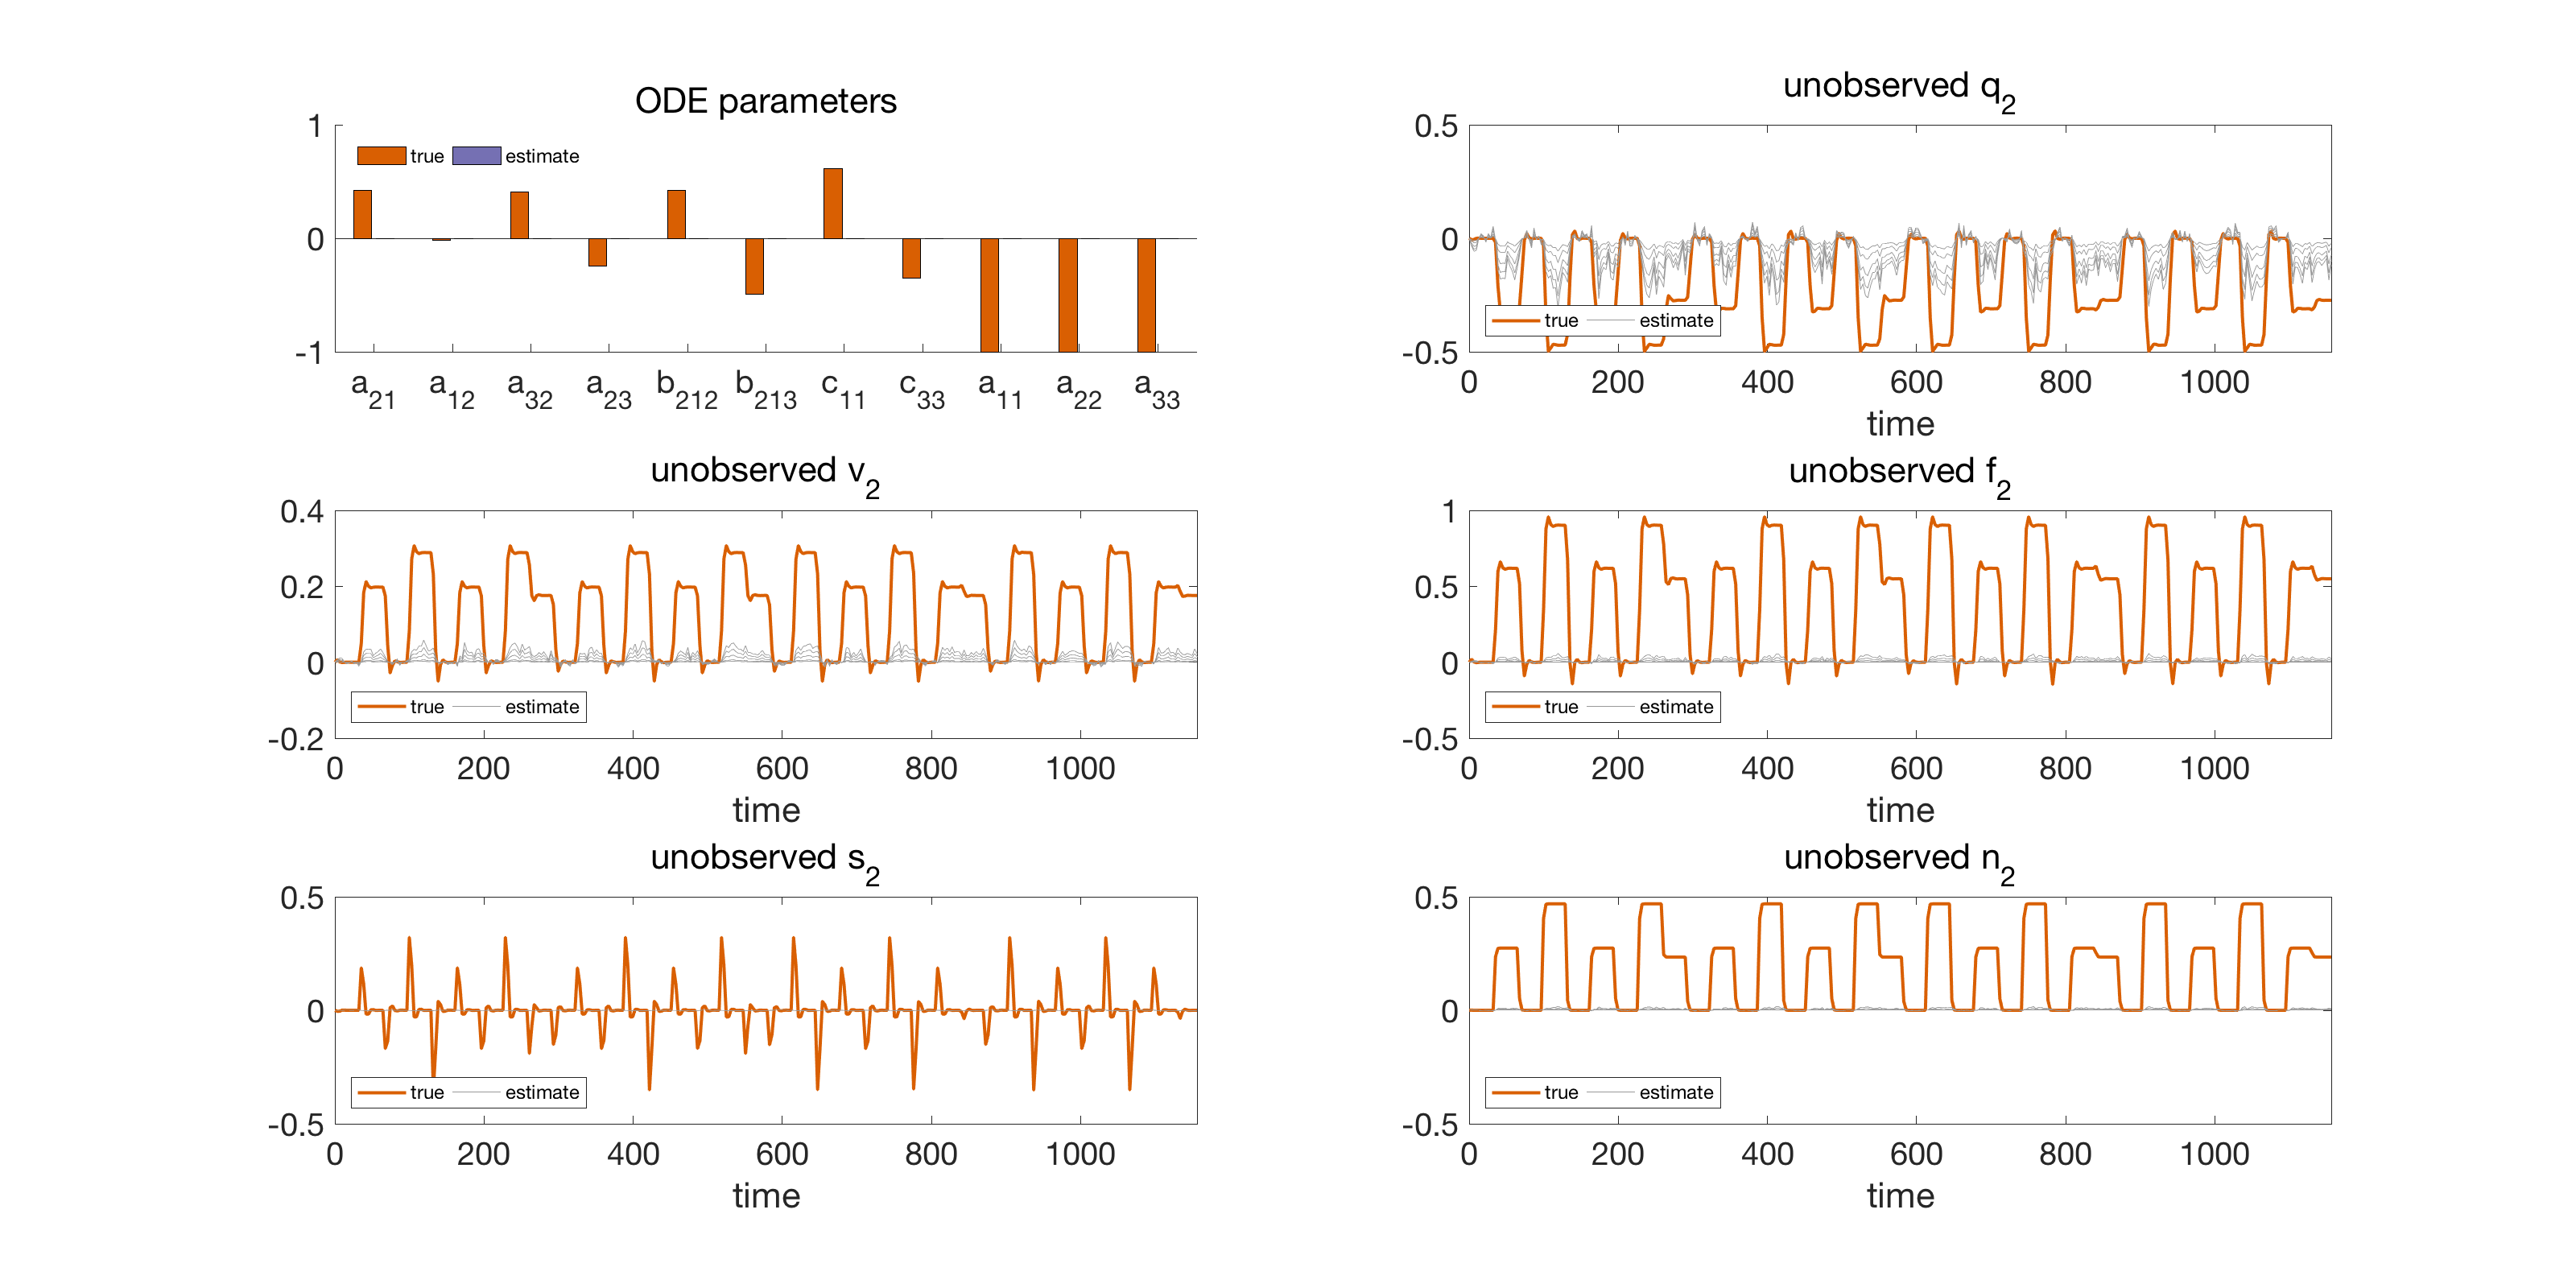 ODE parameters
1
0
-1
true estimate
a21 a12 a32 a23 b212 b213 c11 c33 a11 a22 a33
unobserved q2
0.5
0
-0.5
true estimate
0 200 400 600 800 1000
time
unobserved v2
0.4
0.2
0
-0.2
true estimate
0 200 400 600 800 1000
time
unobserved f2
1
0.5
0
-0.5
true estimate
0 200 400 600 800 1000
time
unobserved s2
0.5
0
-0.5
true estimate
0 200 400 600 800 1000
time
unobserved n2
0.5
0
-0.5
true estimate
0 200 400 600 800 1000
time